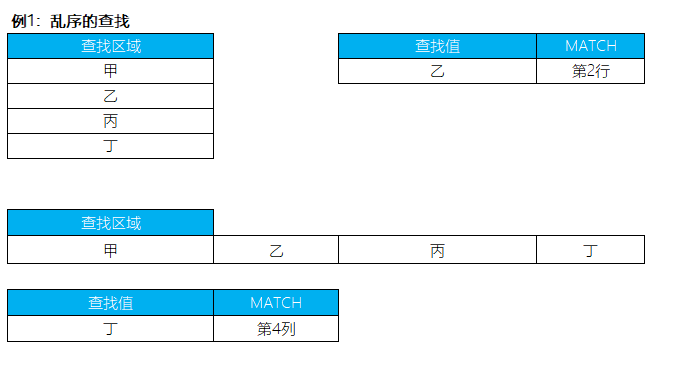 例1：乱序的查找
查找区域
甲
乙
丙
丁
查找值 MATCH
乙 第2行
查找区域
甲 乙 丙 丁
查找值 MATCH
丁 第4列